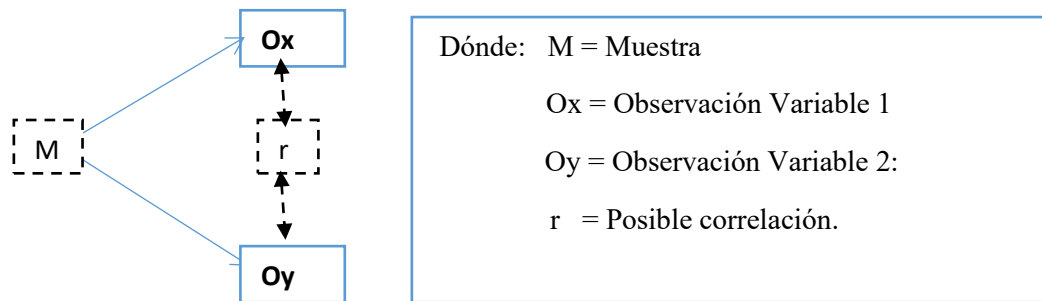 Ox
M
r
Oy
Dónde: M = Muestra
Ox = Observación Variable 1
Oy = Observación Variable 2:
r = Posible correlación.